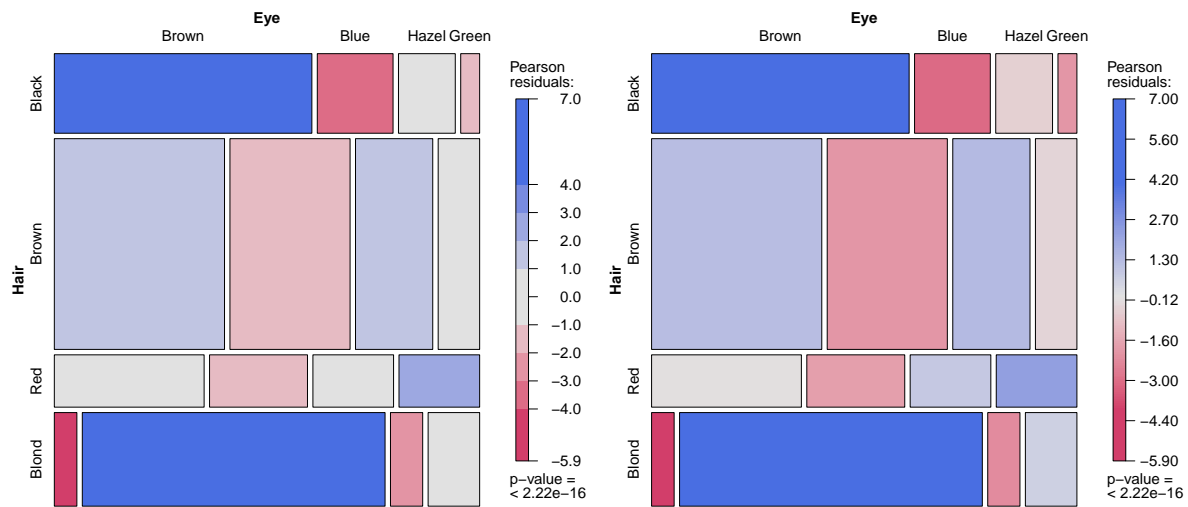 Eye
Brown Blue Hazel Green
Hair
Black
Brown
Red
Blond
Pearson
residuals:
7.0
4.0
3.0
2.0
1.0
0.0
−1.0
−2.0
−3.0
−4.0
−5.9
p−value =
< 2.22e−16
Eye
Brown Blue Hazel Green
Hair
Black
Brown
Red
Blond
Pearson
residuals:
7.00
5.60
4.20
2.70
1.30
−0.12
−1.60
−3.00
−4.40
−5.90
p−value =
< 2.22e−16